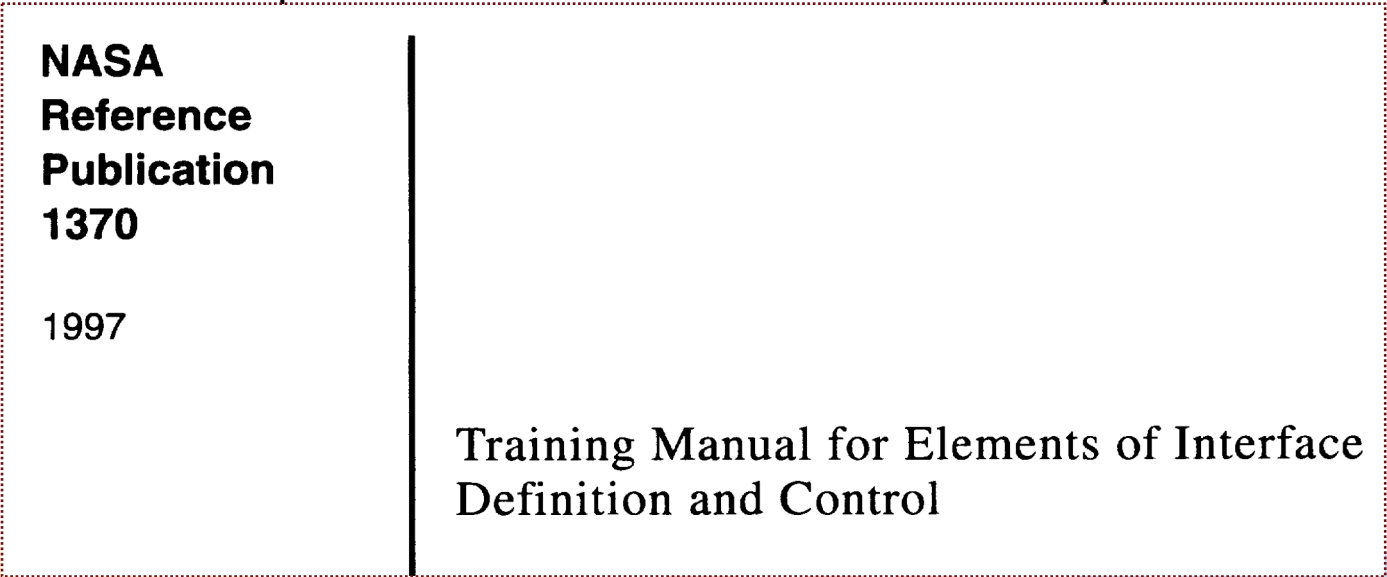 NASA
Reference
Publication
1370
1997
Training Manual for Elements of Interface
Definition and Control